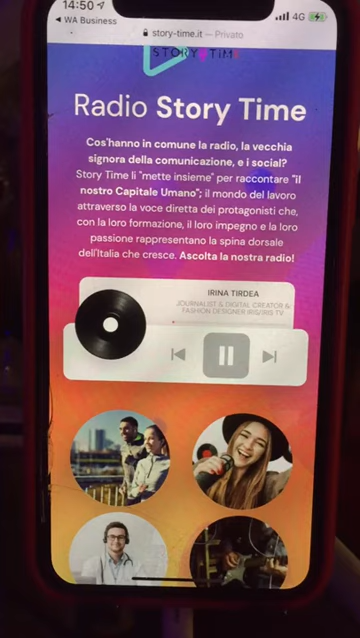 14:50
4G
◀ WA Business
story-time.it — Privato
STORY TIME
Radio Story Time
Cos'hanno in comune la radio, la vecchia
signora della comunicazione, e i social?
Story Time li "mette insieme" per raccontare "il
nostro Capitale Umano"; il mondo del lavoro
attraverso la voce diretta dei protagonisti che,
con la loro formazione, il loro impegno e la loro
passione rappresentano la spina dorsale
dell'Italia che cresce. Ascolta la nostra radio!
IRINA TIRDEA
JOURNALIST & DIGITAL CREATOR &
FASHION DESIGNER IRIS/IRIS TV